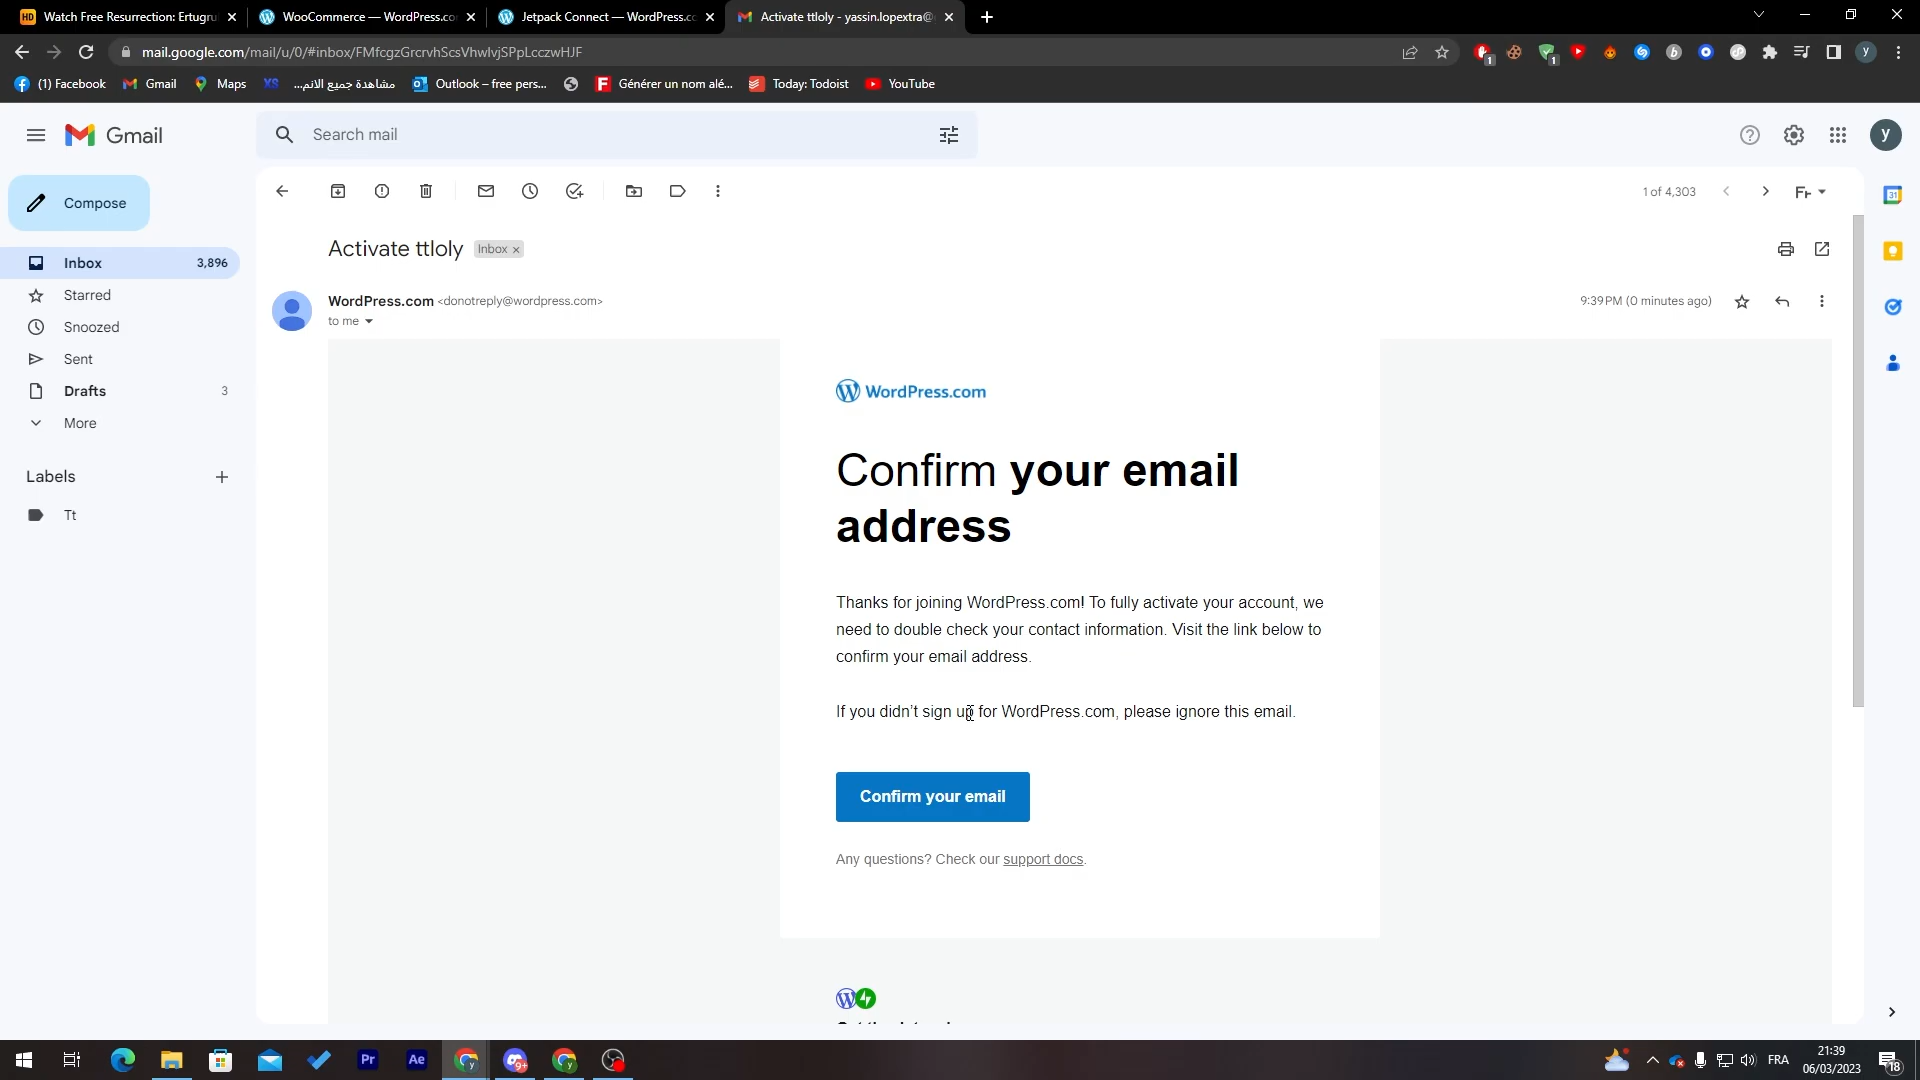 Watch Free Resurrection: Ertugru
WooCommerce — WordPress.co
Jetpack Connect — WordPress.co
Activate ttloly - yassin.lopextra@
mail.google.com/mail/u/0/#inbox/FMfcgzGrcrvhScsVhwlvjSPpLcczwHJF
(1) Facebook
Gmail
Maps
مشاهدة جميع الانم...
Outlook – free pers...
Générer un nom alé...
Today: Todoist
YouTube
Gmail
Search mail
y
Compose
1 of 4,303
Activate ttloly
Inbox ×
Inbox 3,896
Starred
Snoozed
Sent
Drafts 3
More
Labels
Tt
WordPress.com <donotreply@wordpress.com>
9:39 PM (0 minutes ago)
to me
WordPress.com
Confirm your email
address
Thanks for joining WordPress.com! To fully activate your account, we
need to double check your contact information. Visit the link below to
confirm your email address.
If you didn't sign up for WordPress.com, please ignore this email.
Confirm your email
Any questions? Check our support docs.
Pr
Ae
FRA
21:39
06/03/2023
18